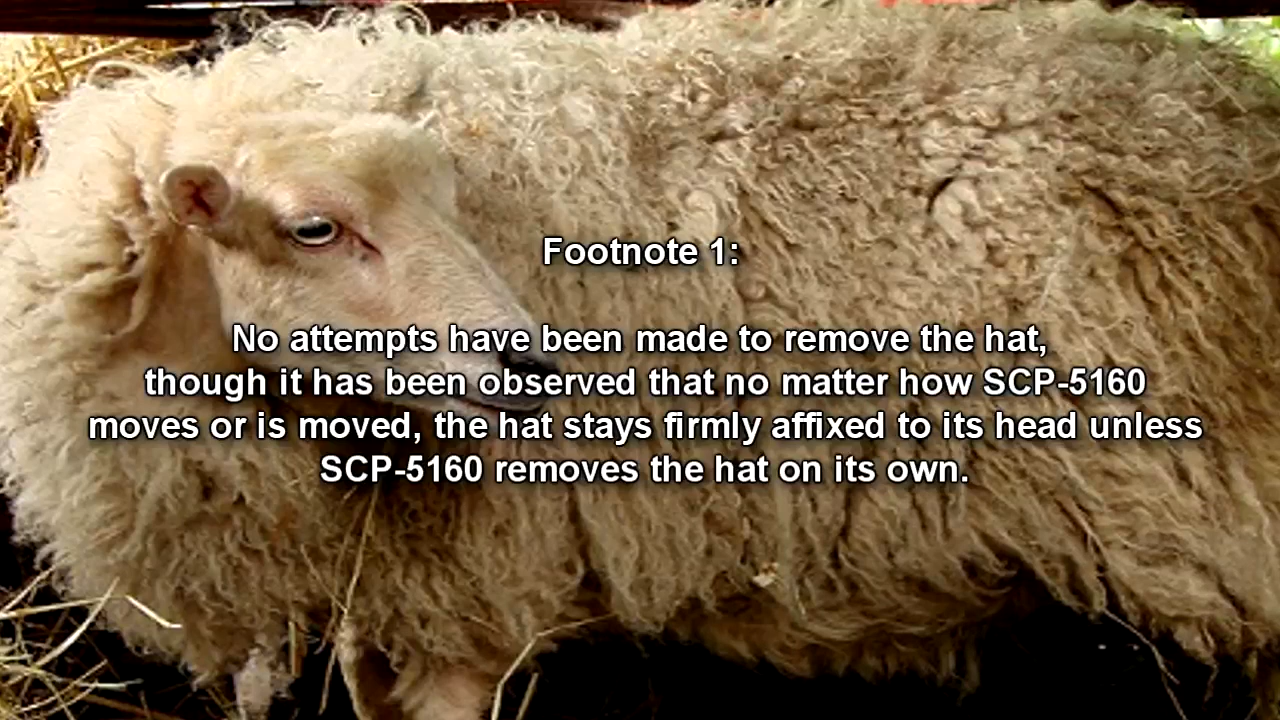 Footnote 1:
No attempts have been made to remove the hat,
though it has been observed that no matter how SCP-5160
moves or is moved, the hat stays firmly affixed to its head unless
SCP-5160 removes the hat on its own.